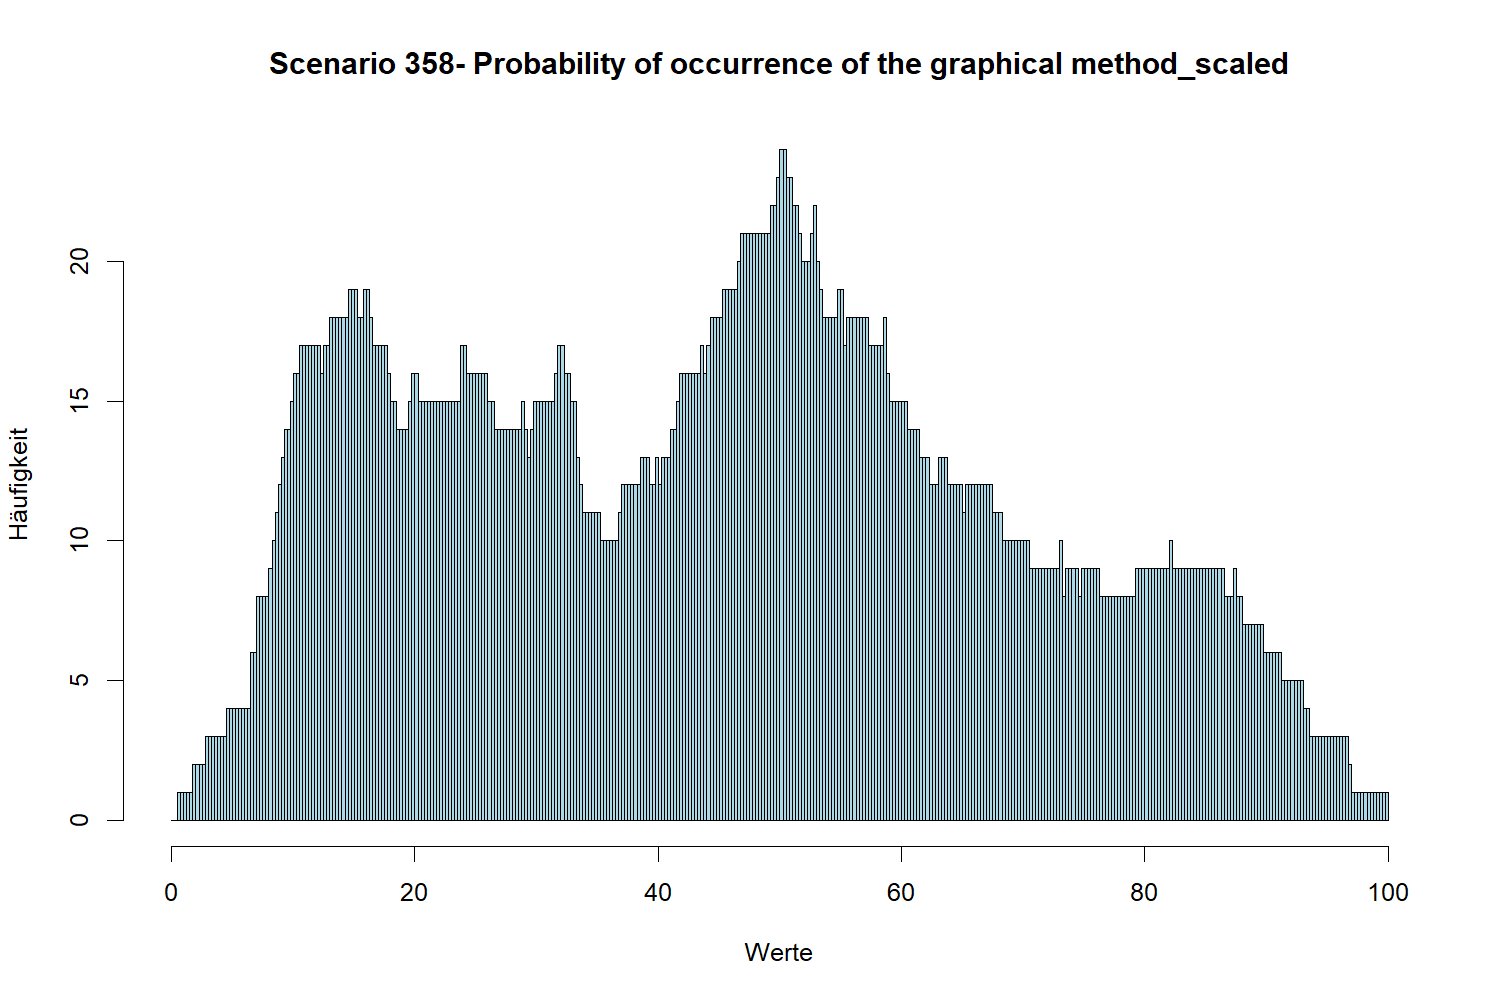 Scenario 358- Probability of occurrence of the graphical method_scaled
Häufigkeit
20
15
10
5
0
0 20 40 60 80 100
Werte